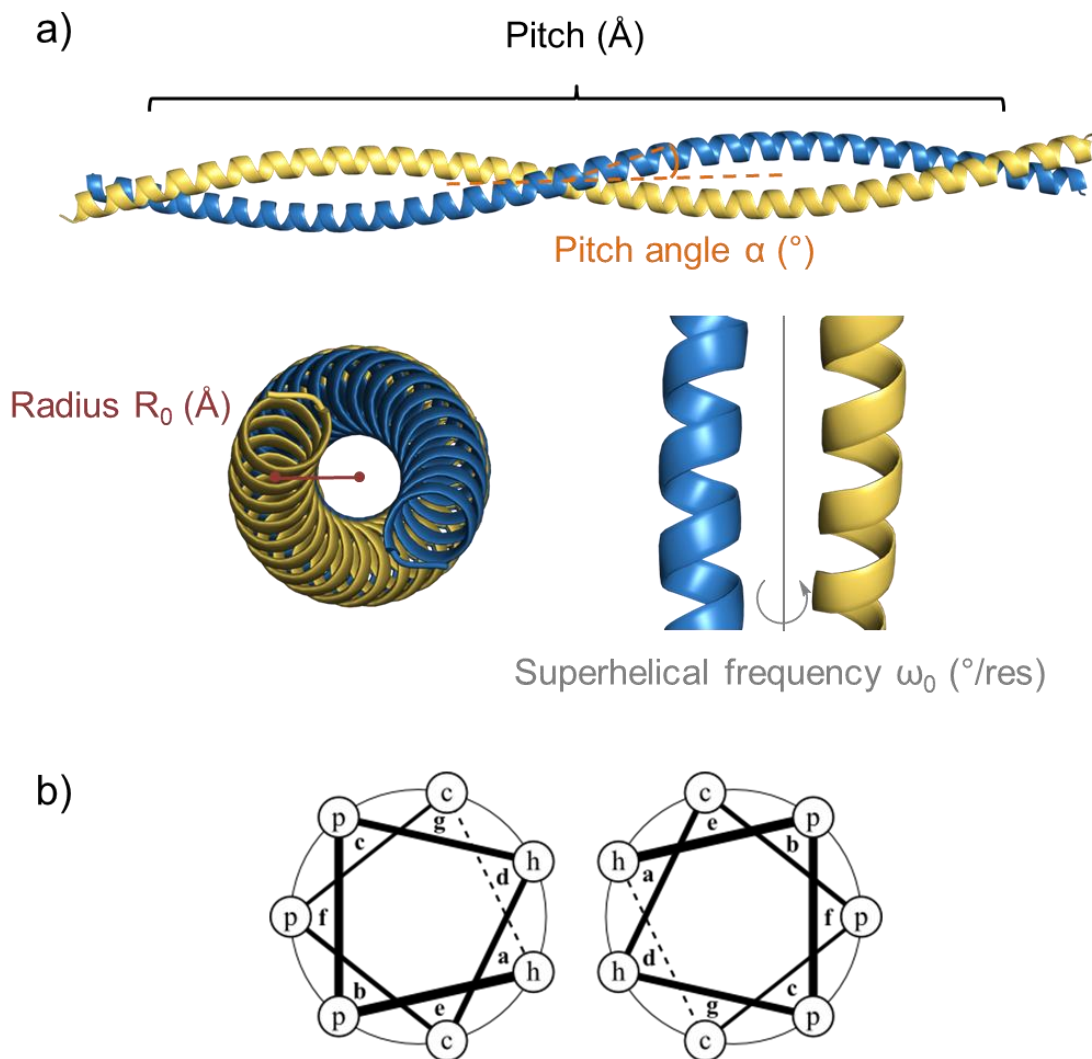 a)
Pitch (Å)
Pitch angle α (°)
Radius R₀ (Å)
Superhelical frequency ω₀ (°/res)
b)
c c
p g e p
c b
h h
d a
p f f p
a d
h h
b c
p e g p
c c